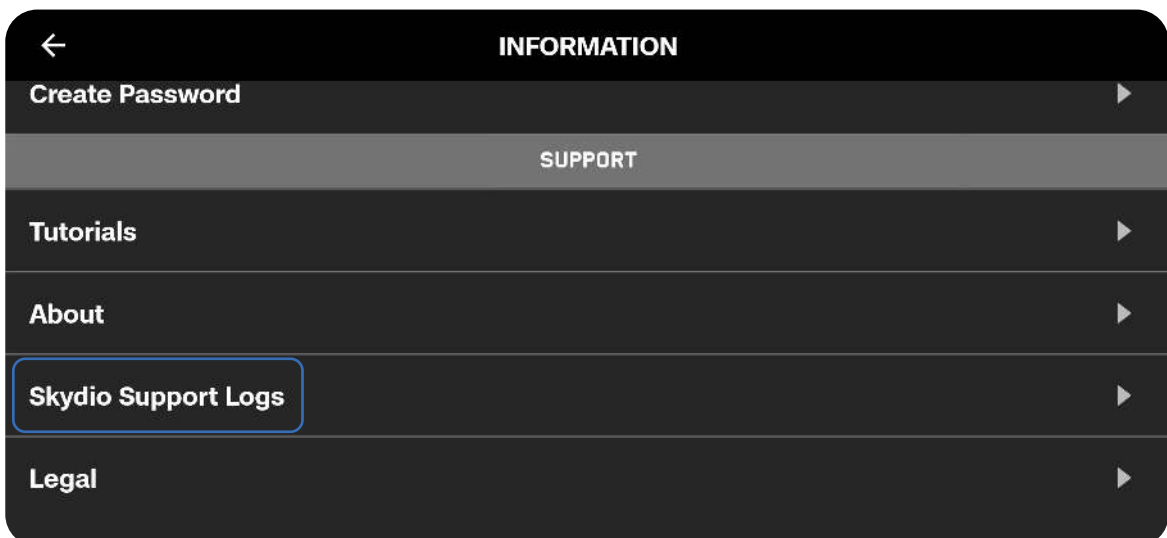 INFORMATION
Create Password
SUPPORT
Tutorials
About
Skydio Support Logs
Legal